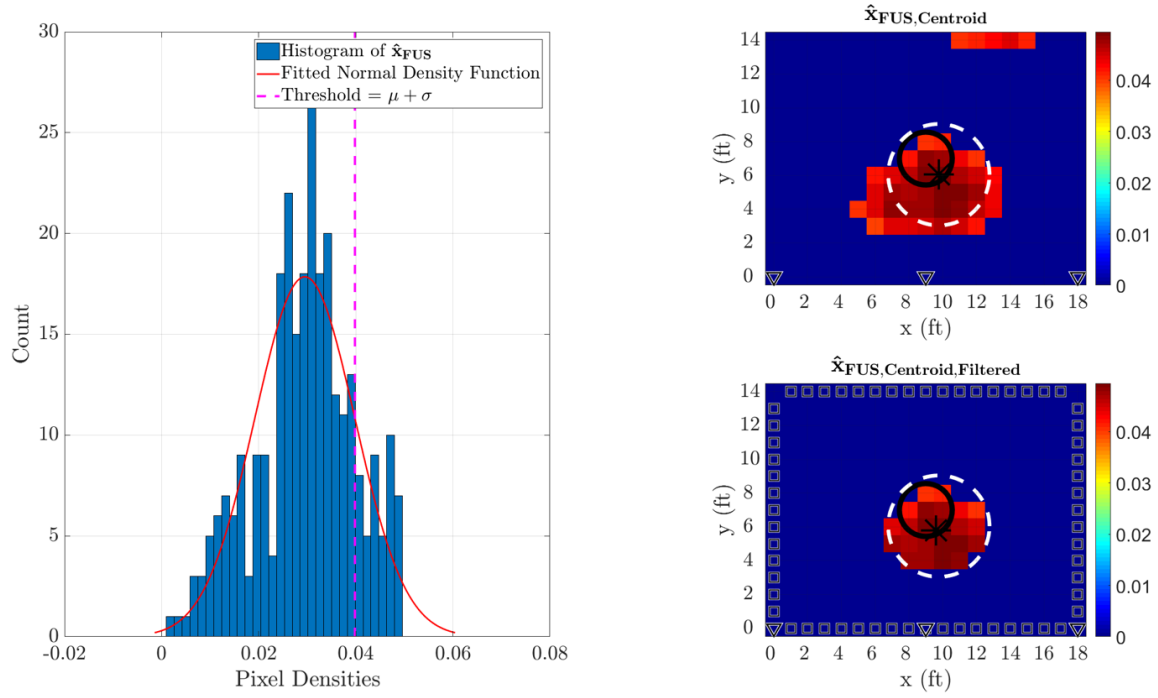 30
25
20
15
10
5
0
Count
-0.02 0 0.02 0.04 0.06 0.08
Pixel Densities
Histogram of x̂FUS
Fitted Normal Density Function
Threshold = μ + σ
x̂FUS,Centroid
14
12
10
8
6
4
2
0
y (ft)
0 2 4 6 8 10 12 14 16 18
x (ft)
0.04
0.03
0.02
0.01
0
x̂FUS,Centroid,Filtered
14
12
10
8
6
4
2
0
y (ft)
0 2 4 6 8 10 12 14 16 18
x (ft)
0.04
0.03
0.02
0.01
0